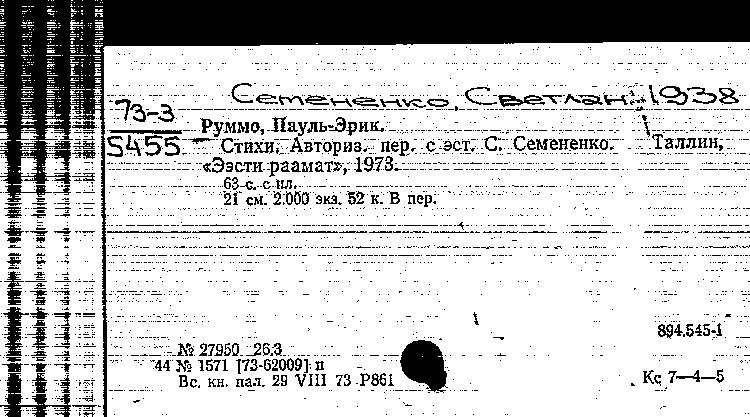 Семененко, Светлана 1938
73-3
5455
Руммо, Пауль-Эрик.
Стихи. Авториз. пер. с эст. С. Семененко. Таллин,
«Ээсти раамат», 1973.
63 с. с ил.
21 см. 2.000 экз. 52 к. В пер.
894.545-1
№ 27950 26.3
44 № 1571 [73-62009] п
Вс. кн. пал. 29 VIII 73 Р861
Кс 7—4—5